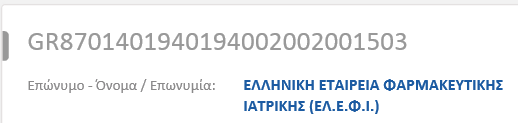 GR8701401940194002002001503
Επώνυμο - Όνομα / Επωνυμία: ΕΛΛΗΝΙΚΗ ΕΤΑΙΡΕΙΑ ΦΑΡΜΑΚΕΥΤΙΚΗΣ
ΙΑΤΡΙΚΗΣ (ΕΛ.Ε.Φ.Ι.)